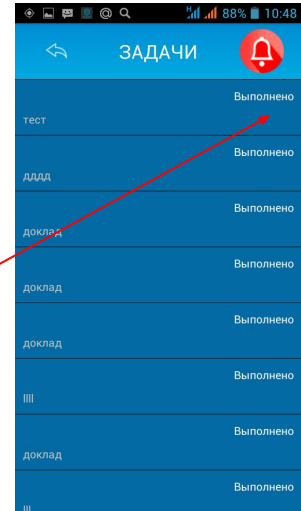 88% 10:48
ЗАДАЧИ
Выполнено
тест
Выполнено
дддд
Выполнено
доклад
Выполнено
доклад
Выполнено
доклад
Выполнено
llll
Выполнено
доклад
Выполнено